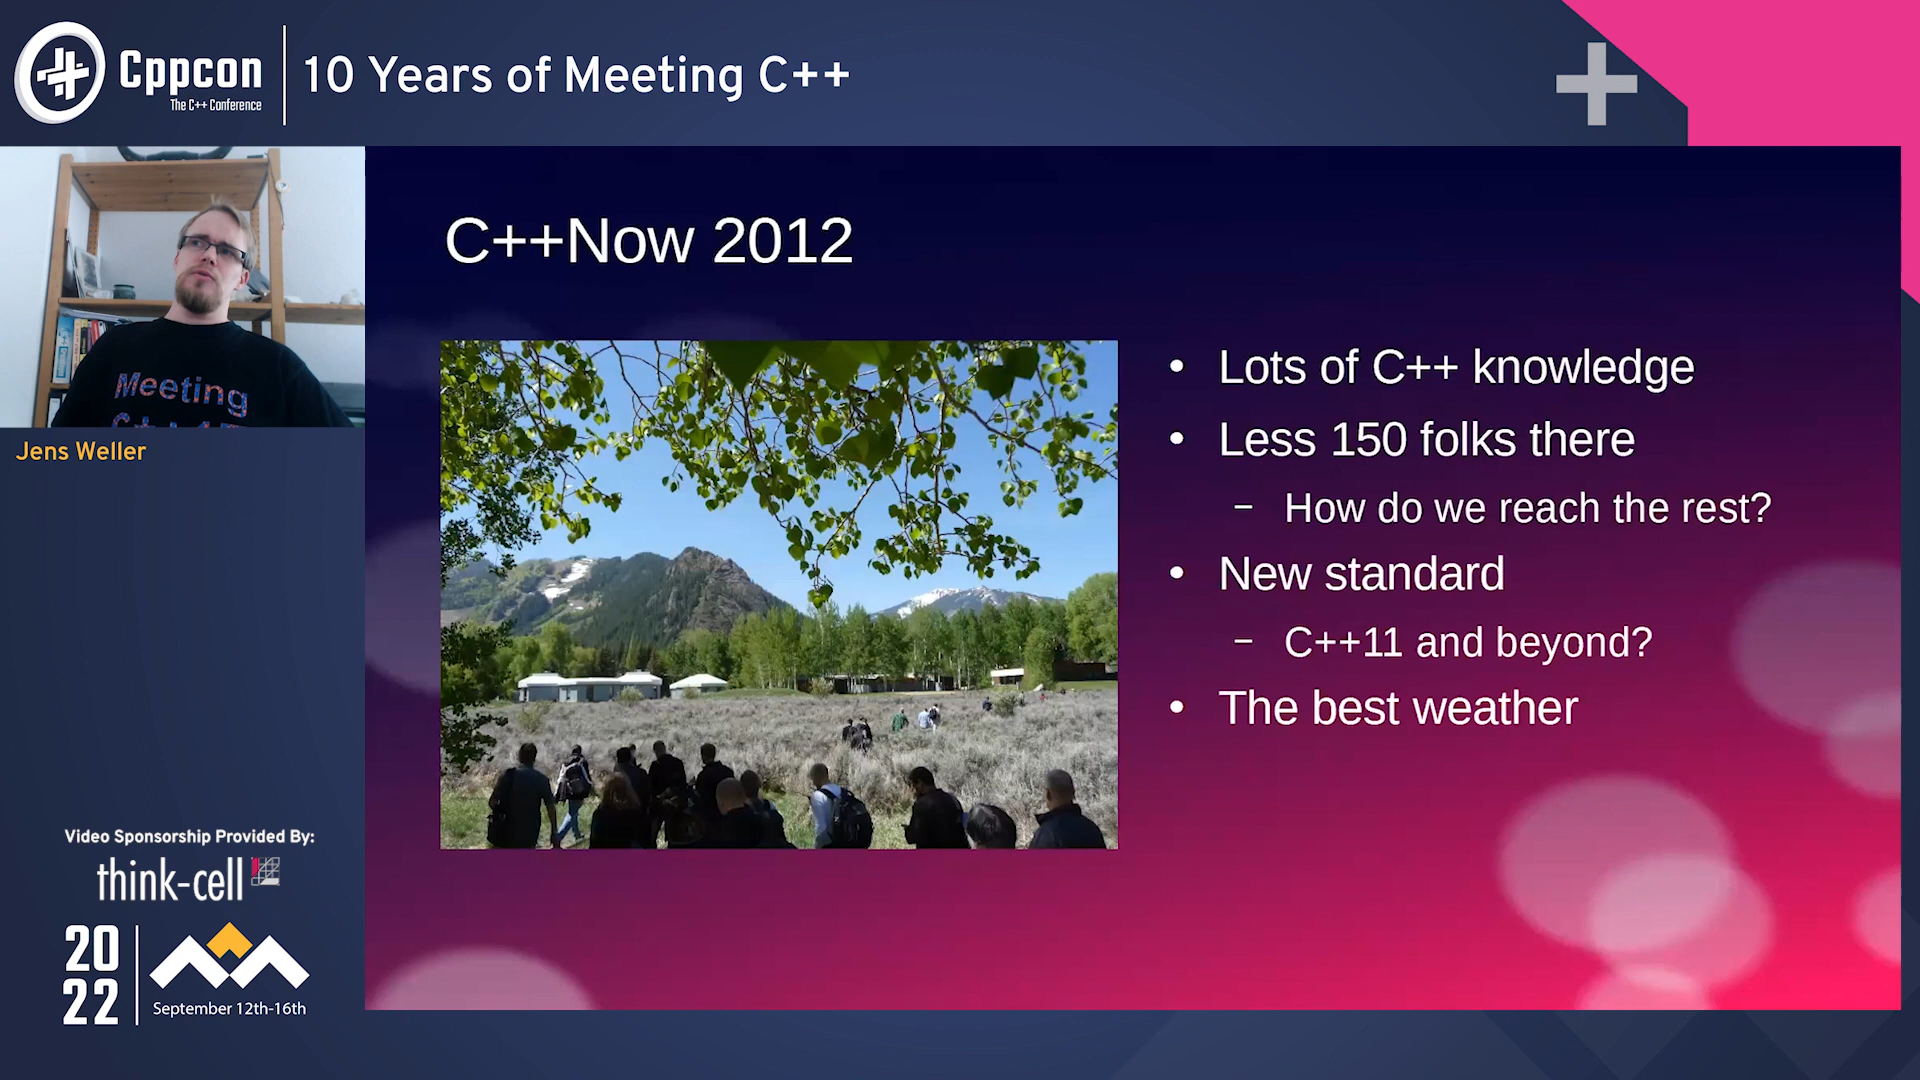 Cppcon
The C++ Conference
10 Years of Meeting C++
Meeting
Jens Weller
C++Now 2012
• Lots of C++ knowledge
• Less 150 folks there
– How do we reach the rest?
• New standard
– C++11 and beyond?
• The best weather
Video Sponsorship Provided By:
think-cell
20
22
September 12th-16th